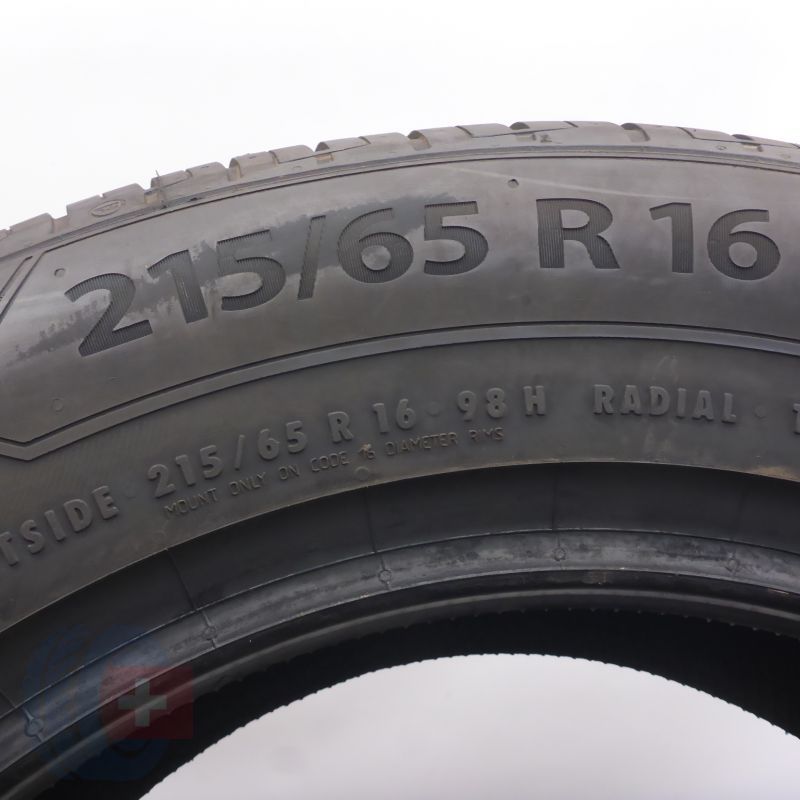 215/65 R 16
TSIDE 215/65 R 16 · 98 H RADIAL ·
MOUNT ONLY ON CODE 16 DIAMETER RIMS